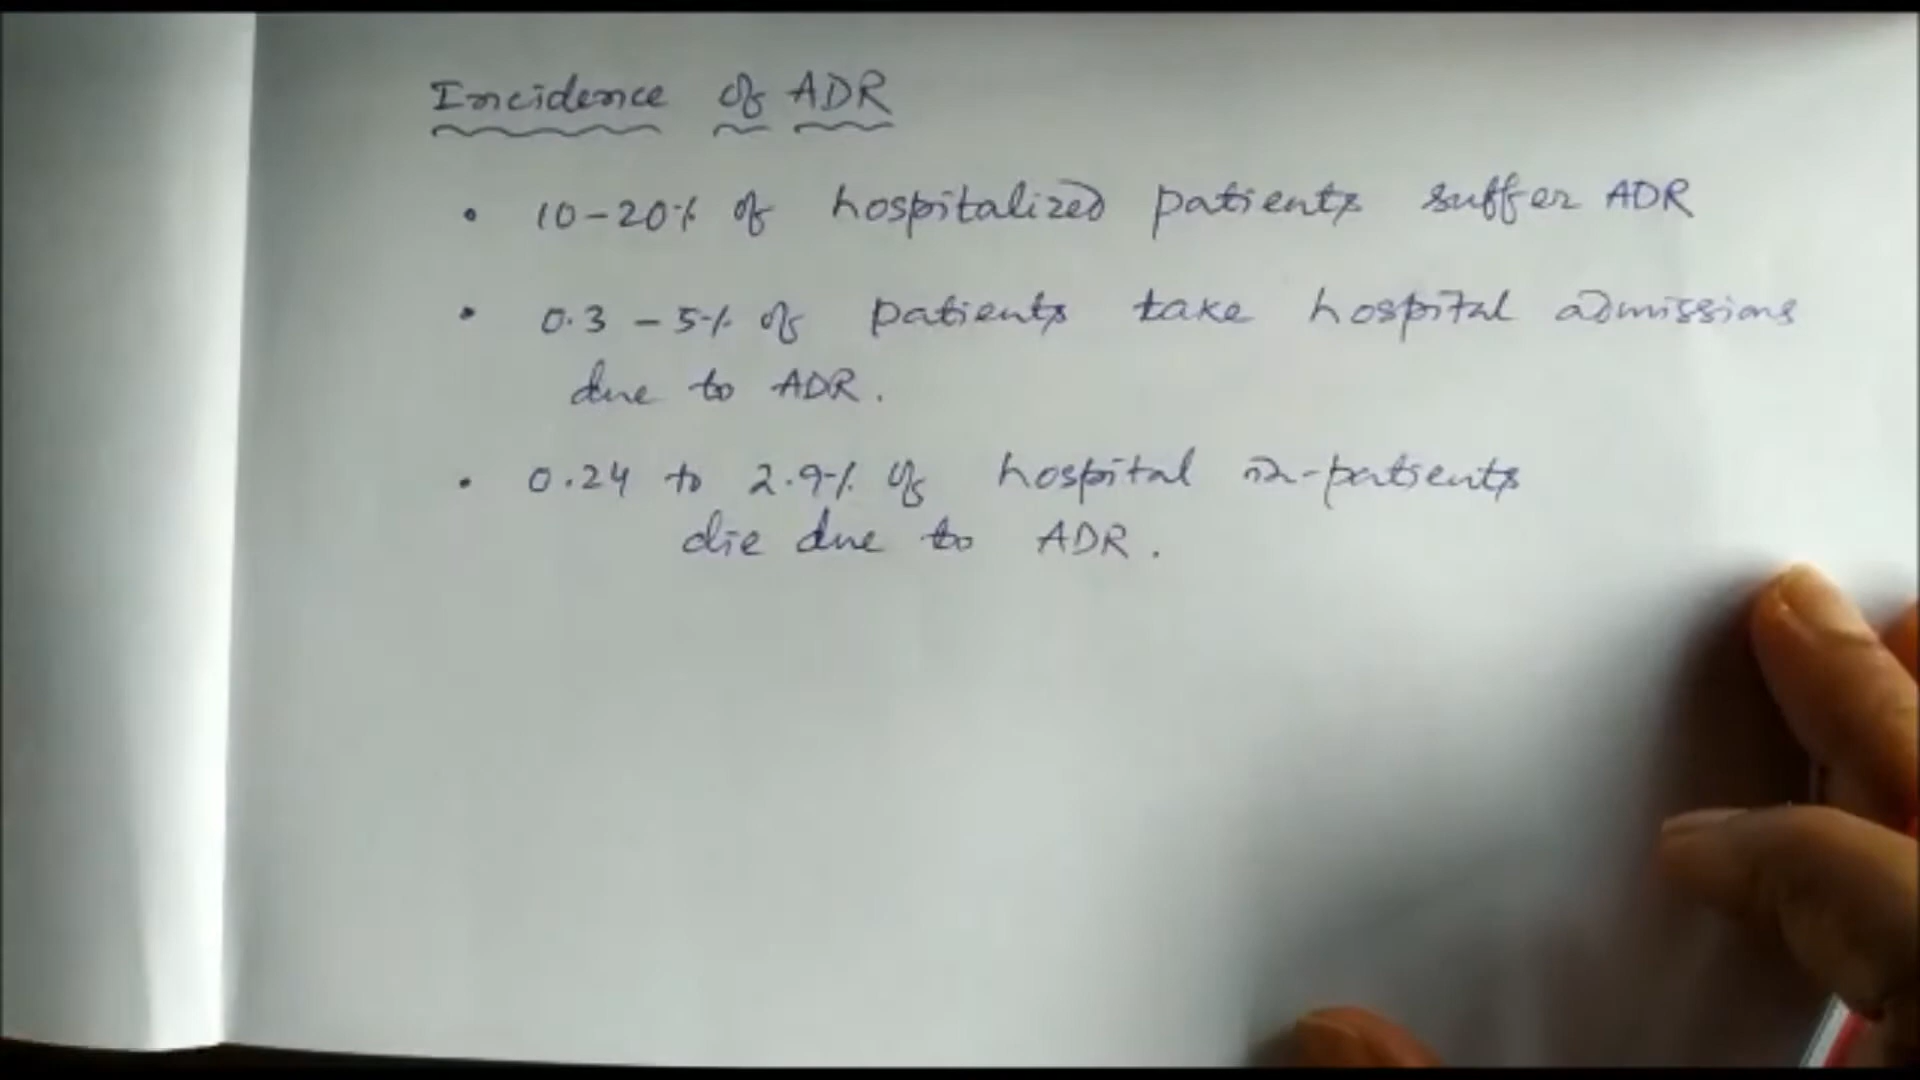 Incidence of ADR
• 10-20% of hospitalized patients suffer ADR
• 0.3 - 5% of patients take hospital admissions
due to ADR.
• 0.24 to 2.9% of hospital in-patients
die due to ADR.